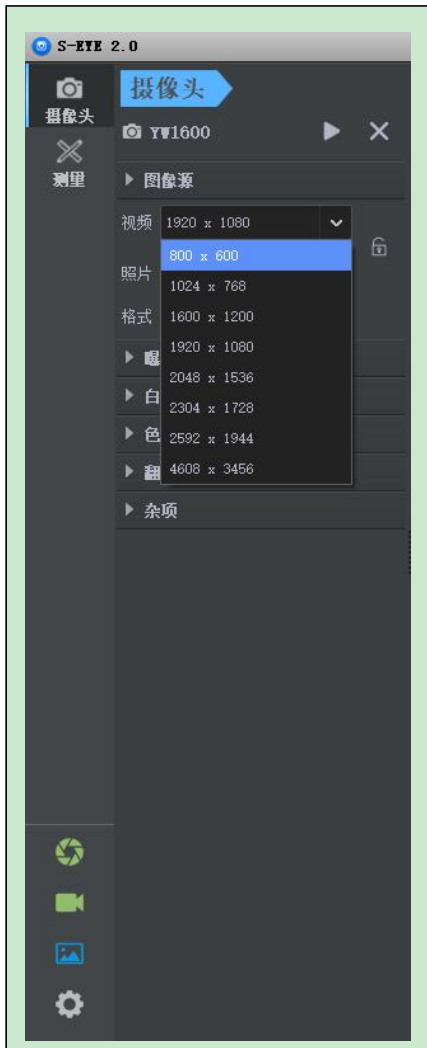 S-EYE 2.0
摄像头
摄像头
YW1600
测量
图像源
视频 1920 x 1080
800 x 600
照片
1024 x 768
格式 1600 x 1200
1920 x 1080
2048 x 1536
白
2304 x 1728
色
2592 x 1944
翻
4608 x 3456
杂项